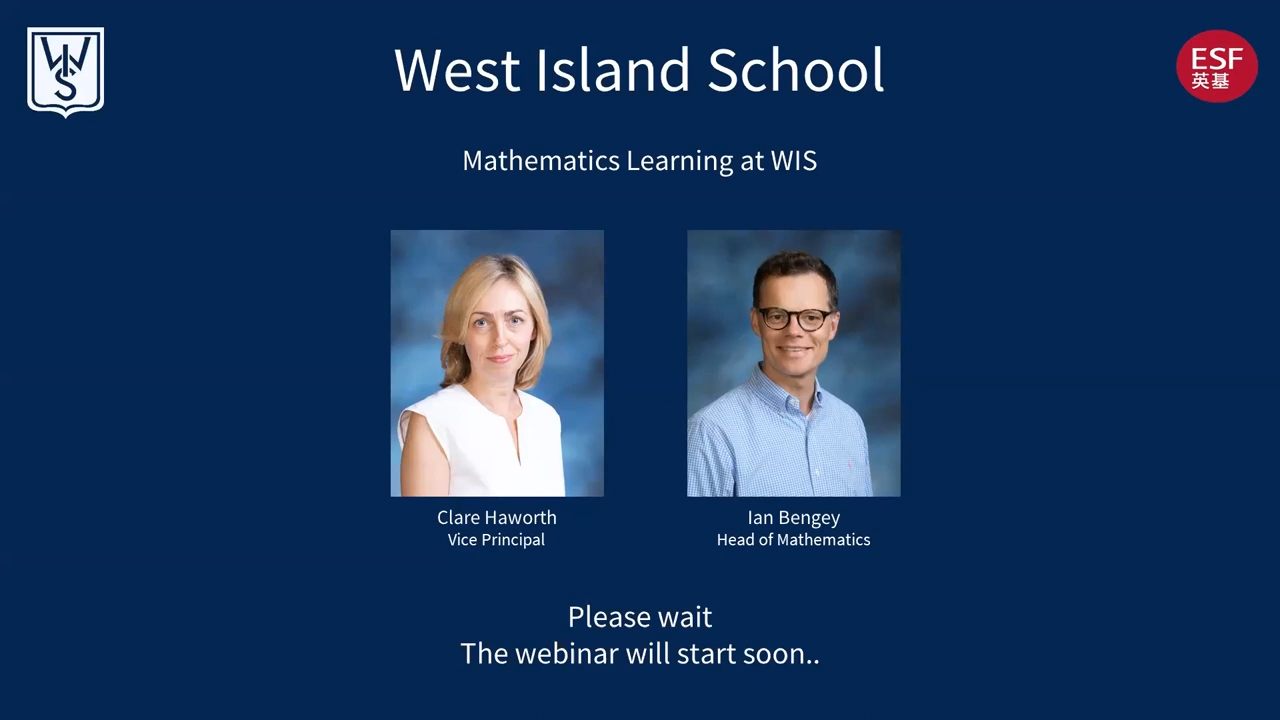 WIS
West Island School
ESF
英基
Mathematics Learning at WIS
Clare Haworth
Vice Principal
Ian Bengey
Head of Mathematics
Please wait
The webinar will start soon..